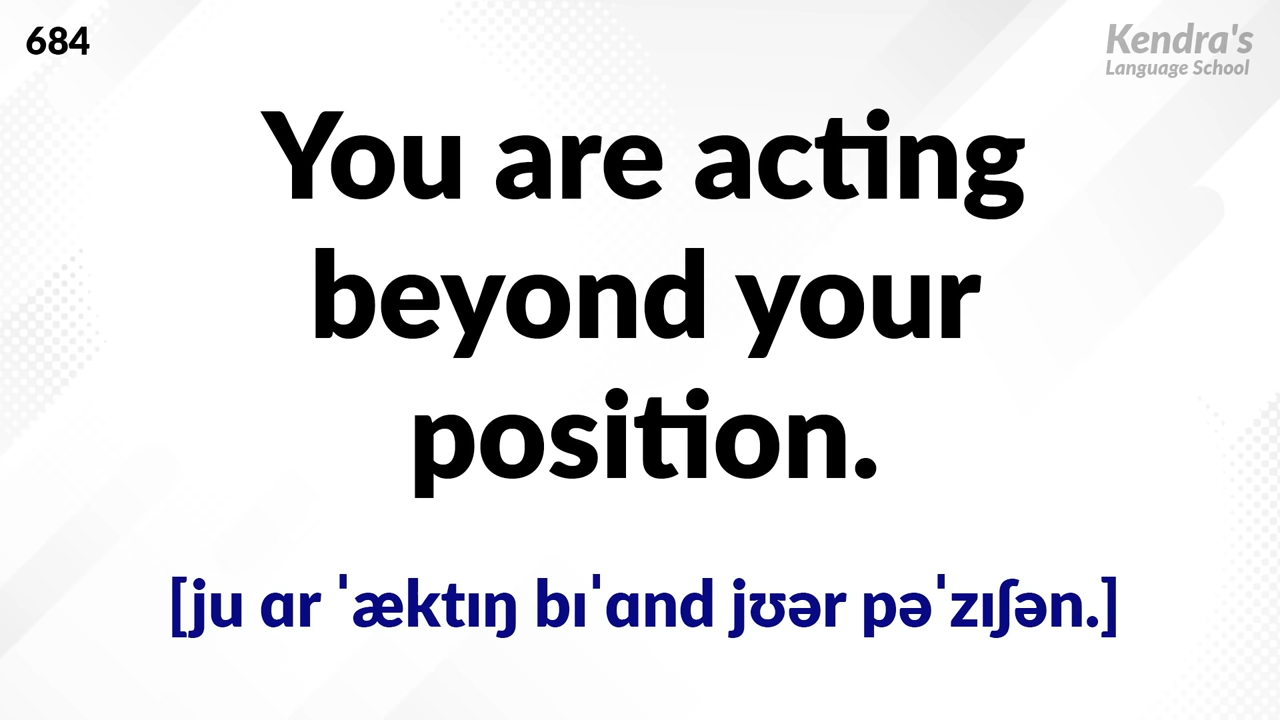 684
Kendra's
Language School
You are acting
beyond your
position.
[ju ɑr ˈæktɪŋ bɪˈɑnd jʊər pəˈzɪʃən.]